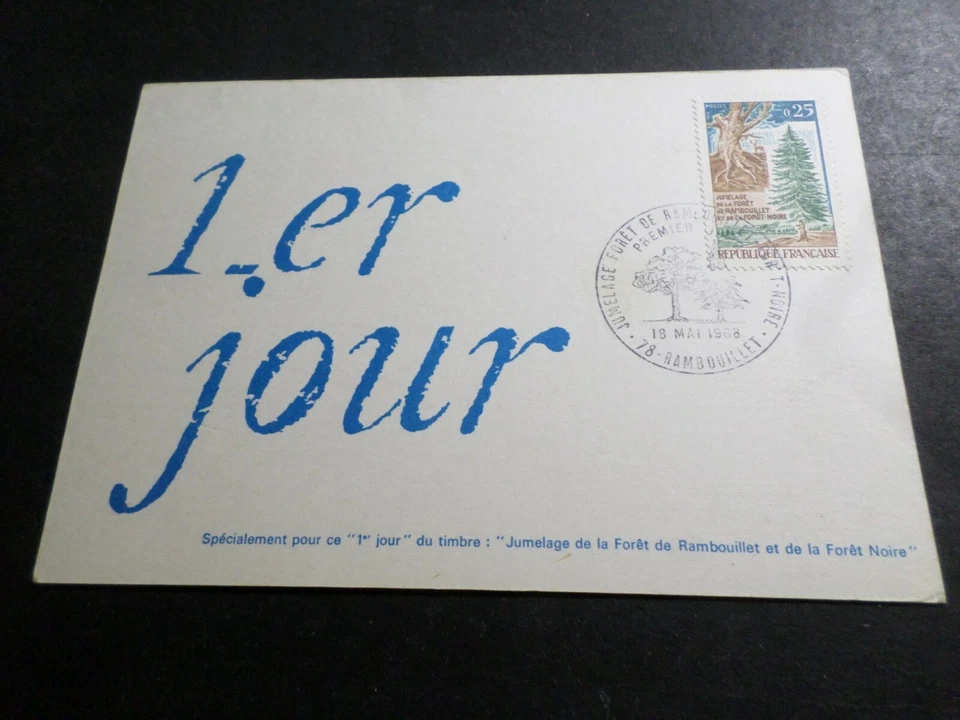 1.er
jour
POSTES 0,25
JUMELAGE
DE LA FORÊT
DE RAMBOUILLET
ET DE LA FORÊT-NOIRE
RÉPUBLIQUE FRANÇAISE
JUMELAGE FORÊT DE RAMB T-NOIRE
PREMIER
18 MAI 1968
78-RAMBOUILLET
Spécialement pour ce "1er jour" du timbre : "Jumelage de la Forêt de Rambouillet et de la Forêt Noire"